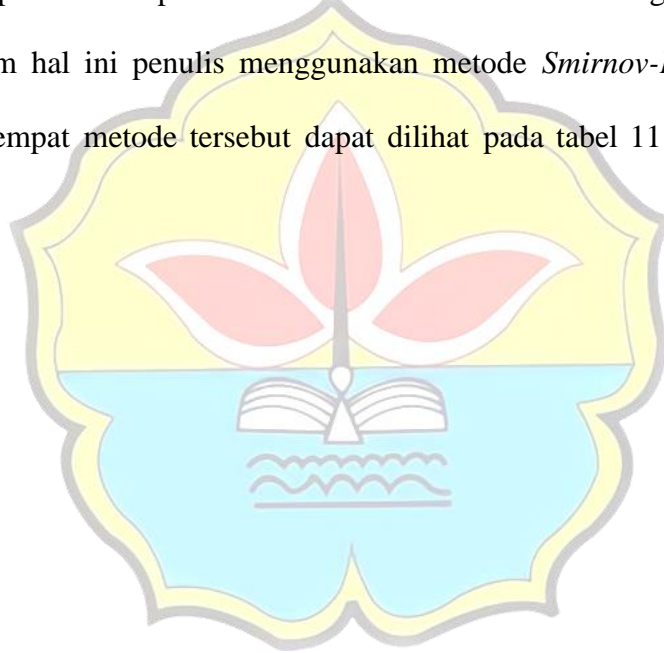 m hal ini penulis menggunakan metode Smirnov-
empat metode tersebut dapat dilihat pada tabel 11